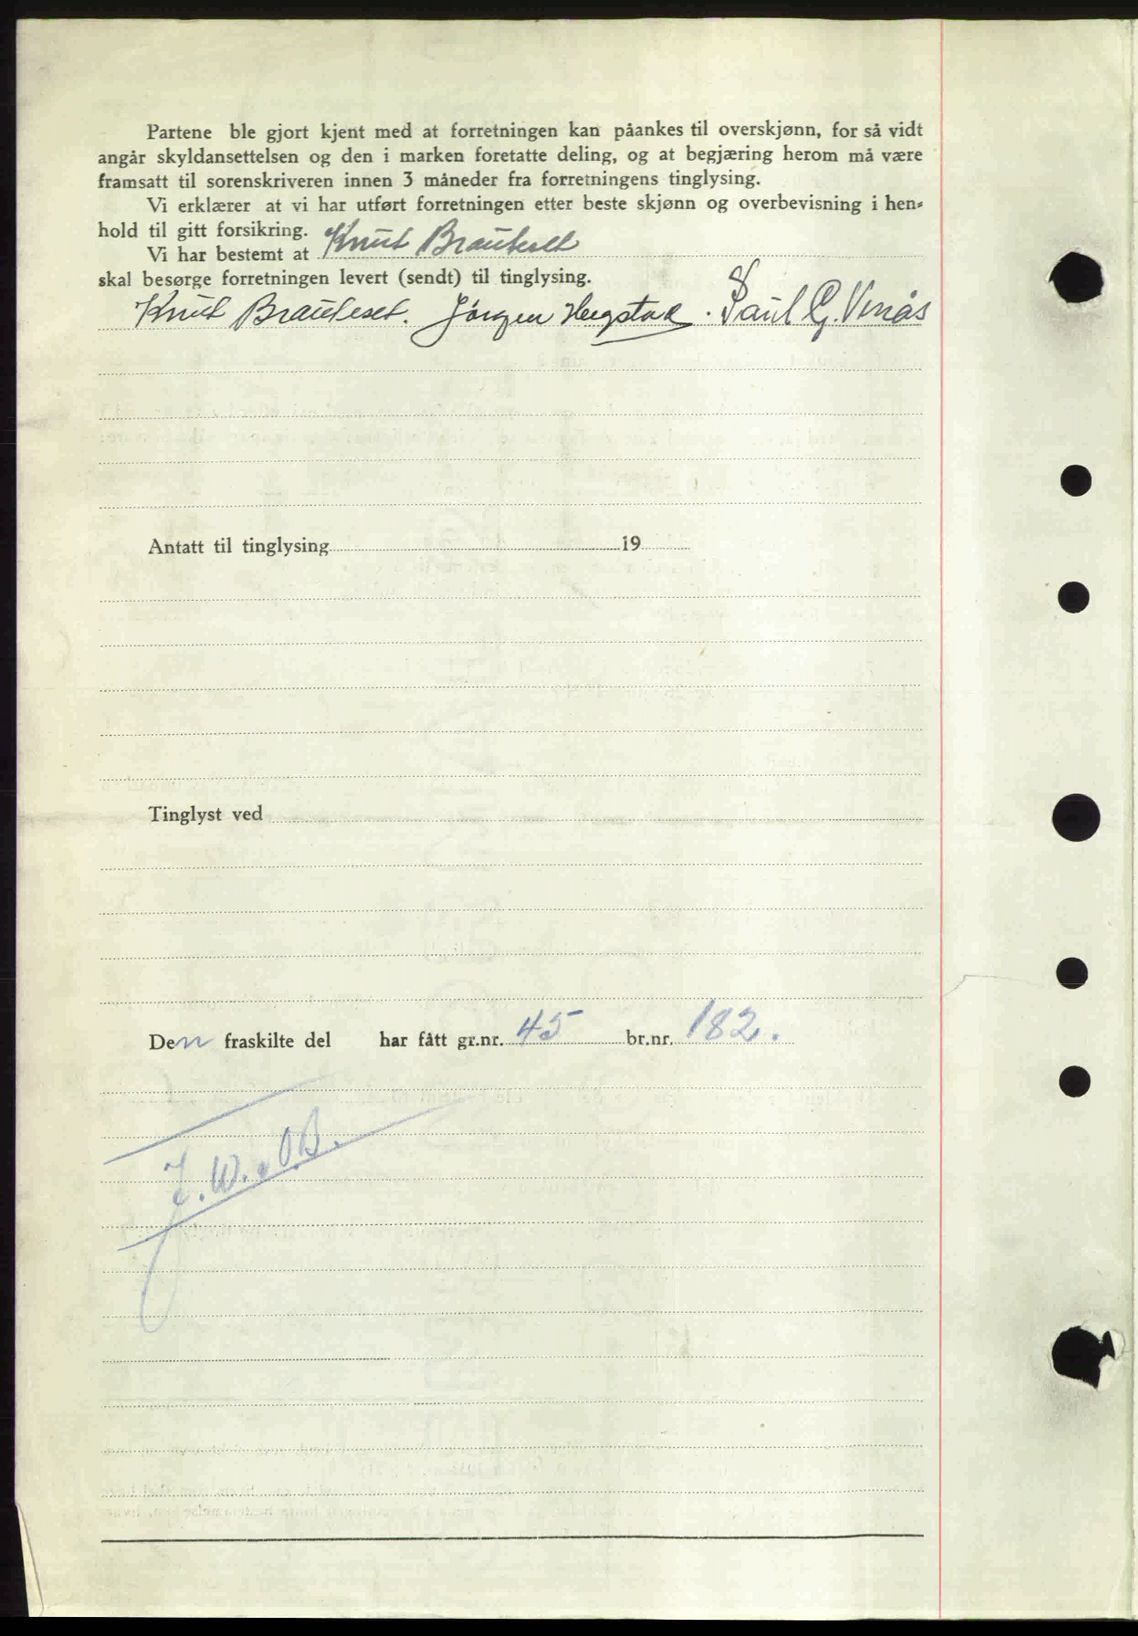 Partene ble gjort kjent med at forretningen kan påankes til overskjønn, for så vidt
angår skyldansettelsen og den i marken foretatte deling, og at begjæring herom må være
framsatt til sorenskriveren innen 3 måneder fra forretningens tinglysing.
Vi erklærer at vi har utført forretningen etter beste skjønn og overbevisning i hen-
hold til gitt forsikring.
Vi har bestemt at Knut Brauteset
skal besørge forretningen levert (sendt) til tinglysing.
Knut Brauteset. Jørgen Hegstad. Paul G. Vinås
Antatt til tinglysing 19
Tinglyst ved
Den fraskilte del har fått gr.nr. 45 br.nr. 182.